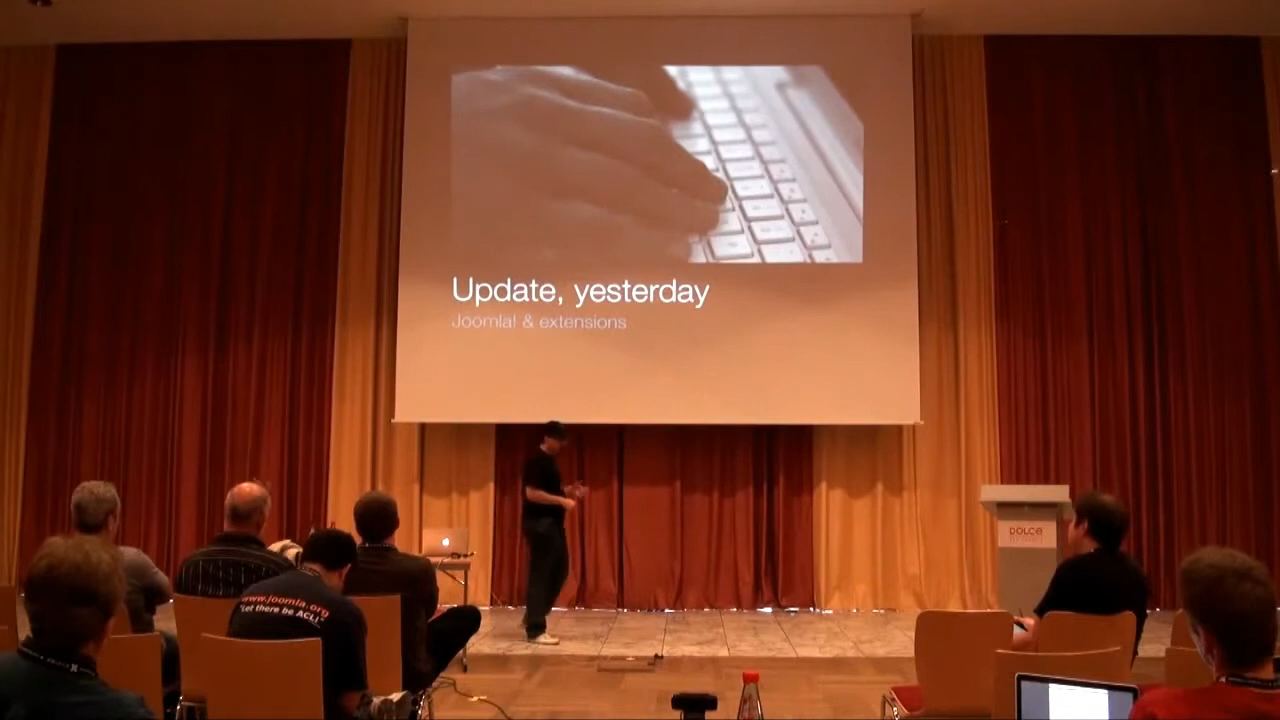 Update, yesterday
Joomla! & extensions
www.joomla.org
"Let there be ACL!"
DOLCE